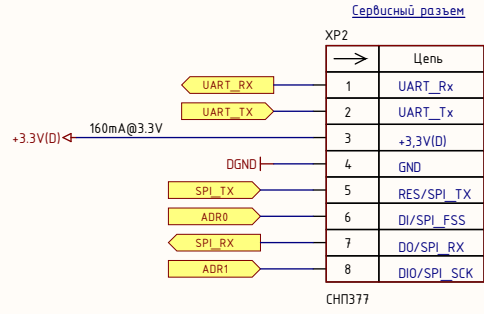 Сервисный разъем
XP2
Цепь
UART_RX 1 UART_Rx
UART_TX 2 UART_Tx
+3.3V(D) 160mA@3.3V 3 +3,3V(D)
DGND 4 GND
SPI_TX 5 RES/SPI_TX
ADR0 6 DI/SPI_FSS
SPI_RX 7 DO/SPI_RX
ADR1 8 DIO/SPI_SCK
СНП377